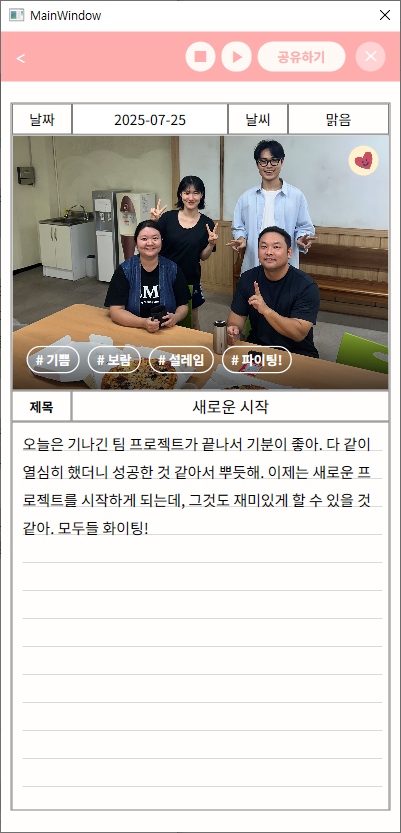 MainWindow
<
공유하기
날짜 2025-07-25 날씨 맑음
# 기쁨 # 보람 # 설레임 # 파이팅!
제목 새로운 시작
오늘은 기나긴 팀 프로젝트가 끝나서 기분이 좋아. 다 같이
열심히 했더니 성공한 것 같아서 뿌듯해. 이제는 새로운 프
로젝트를 시작하게 되는데, 그것도 재미있게 할 수 있을 것
같아. 모두들 화이팅!